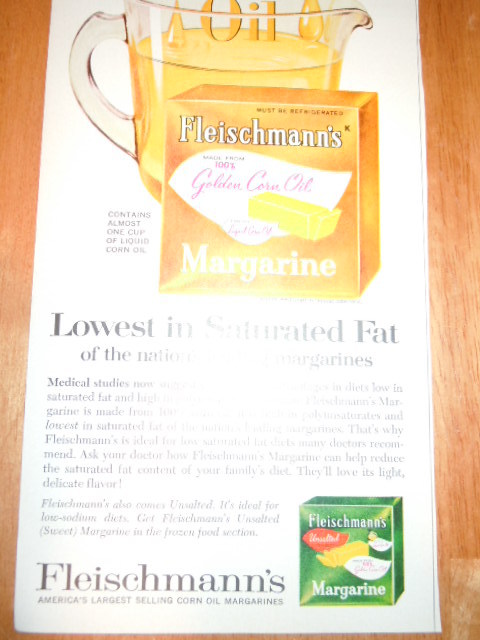 Oil
MUST BE REFRIGERATED
Fleischmann's
MADE FROM
100%
Golden Corn Oil
Margarine
CONTAINS
ALMOST
ONE CUP
OF LIQUID
CORN OIL
Lowest in Saturated Fat
of the nation's margarines
Medical studies now in diets low in
saturated fat and high Fleischmann's Mar-
garine is made from 100% polyunsaturates and
lowest in saturated fat of the nation's leading margarines. That's why
Fleischmann's is ideal for low saturated fat diets many doctors recom-
mend. Ask your doctor how Fleischmann's Margarine can help reduce
the saturated fat content of your family's diet. They'll love its light,
delicate flavor!
Fleischmann's also comes Unsalted. It's ideal for
low-sodium diets. Get Fleischmann's Unsalted
(Sweet) Margarine in the frozen food section.
Fleischmann's
Unsalted
Golden Corn Oil
Margarine
Fleischmann's
AMERICA'S LARGEST SELLING CORN OIL MARGARINES